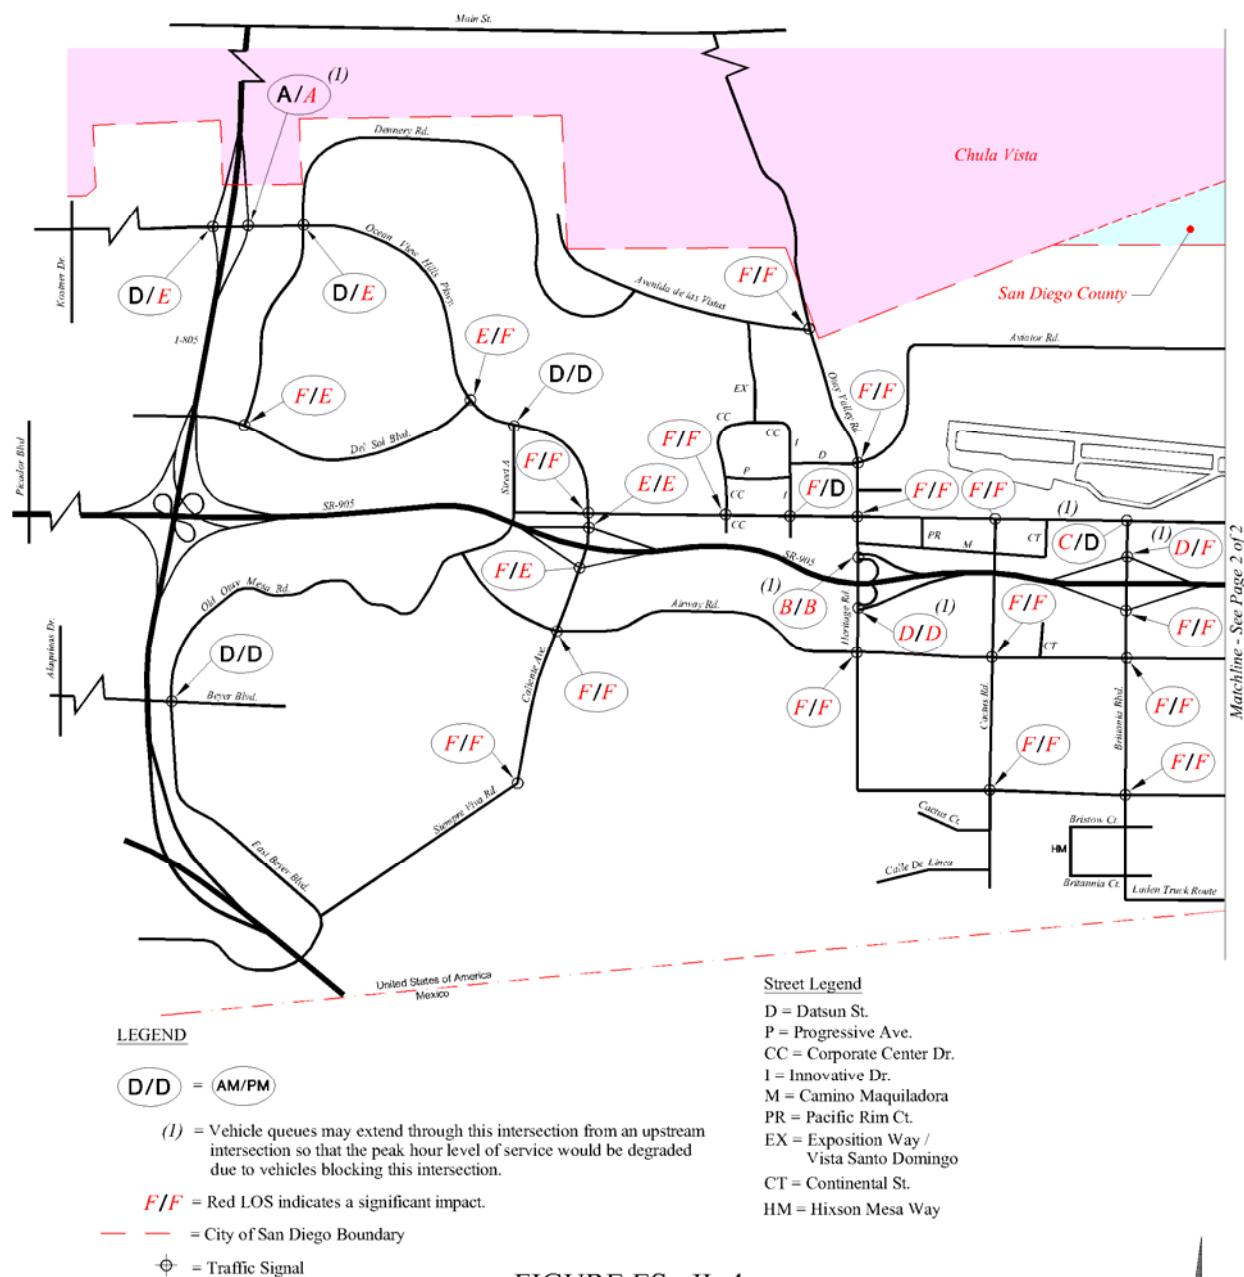 Main St.
(1)
A/A
Dennery Rd.
Chula Vista
Kostner Dr.
Ocean View Hills Pkwy.
F/F
D/E
D/E
Avenida de las Vistas
San Diego County
I-805
E/F
Aviator Rd.
D/D
Otay Valley Rd.
EX
F/F
F/E
CC
CC
F/F
Del Sol Blvd.
I
D
Picador Blvd
F/F
P
Street A
E/E
CC
I
F/D
F/F
F/F
SR-905
(1)
CC
PR
M
CT
C/D
(1)
D/F
SR-905
F/E
Old Otay Mesa Rd.
(1)
B/B
Airway Rd.
Heritage Rd.
(1)
D/D
F/F
F/F
CT
D/D
Beyer Blvd.
Caliente Ave.
F/F
F/F
Cactus Rd.
Britannia Blvd.
F/F
F/F
F/F
F/F
Siempre Viva Rd.
Cactus Ct.
Bristow Ct.
HM
East Beyer Blvd.
Calle De Linea
Britannia Ct.
Laden Truck Route
Matchline - See Page 2 of 2
United States of America
Mexico
LEGEND
D/D = AM/PM
(1) = Vehicle queues may extend through this intersection from an upstream
intersection so that the peak hour level of service would be degraded
due to vehicles blocking this intersection.
F/F = Red LOS indicates a significant impact.
= City of San Diego Boundary
= Traffic Signal
Street Legend
D = Datsun St.
P = Progressive Ave.
CC = Corporate Center Dr.
I = Innovative Dr.
M = Camino Maquiladora
PR = Pacific Rim Ct.
EX = Exposition Way /
Vista Santo Domingo
CT = Continental St.
HM = Hixson Mesa Way